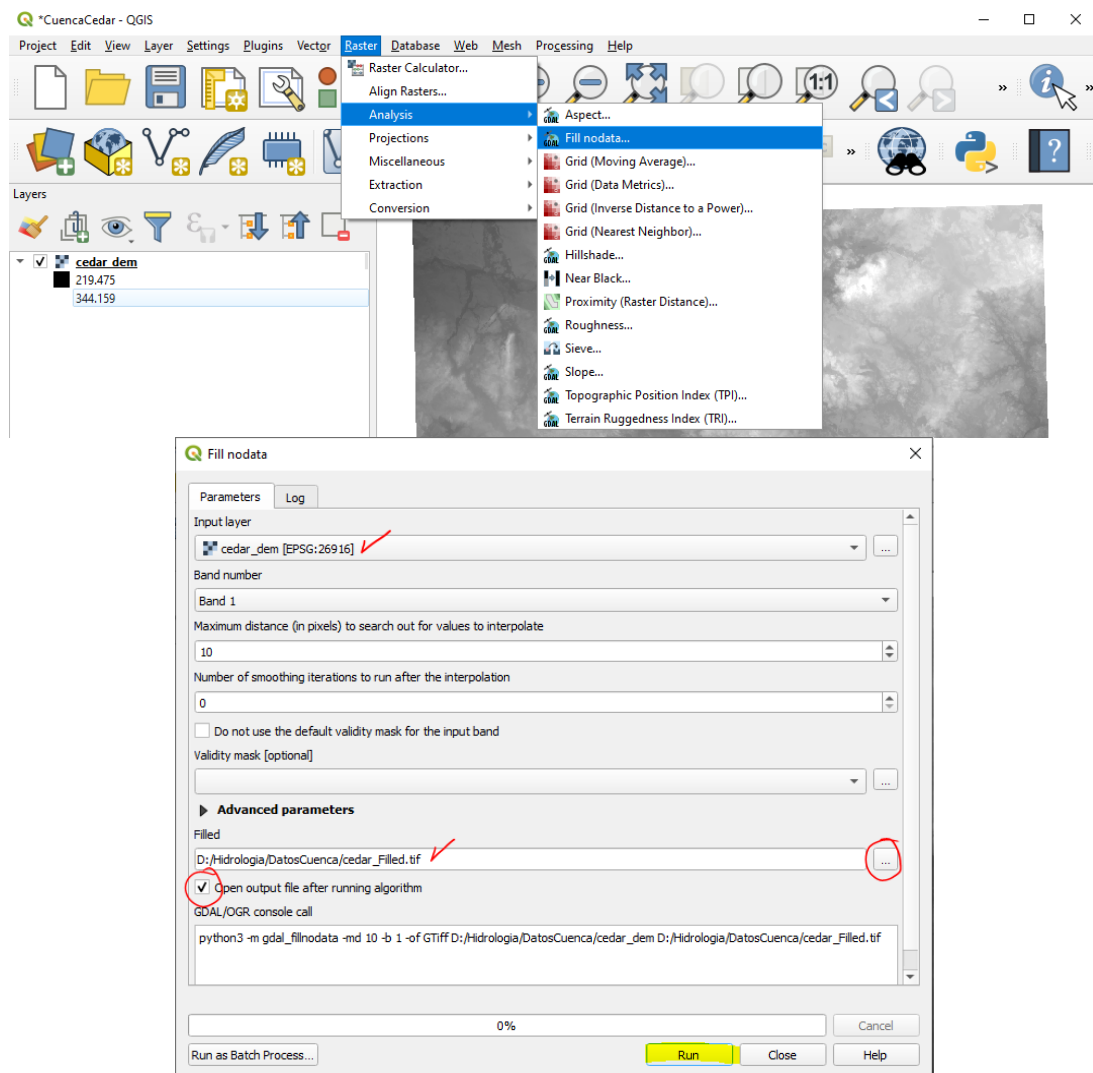 *CuencaCedar - QGIS
Project Edit View Layer Settings Plugins Vector Raster Database Web Mesh Processing Help
Raster Calculator...
Align Rasters...
Analysis
Projections
Miscellaneous
Extraction
Conversion
1:1
»
»
»
Aspect...
Fill nodata...
Grid (Moving Average)...
Grid (Data Metrics)...
Grid (Inverse Distance to a Power)...
Grid (Nearest Neighbor)...
Hillshade...
Near Black...
Proximity (Raster Distance)...
Roughness...
Sieve...
Slope...
Topographic Position Index (TPI)...
Terrain Ruggedness Index (TRI)...
Layers
cedar_dem
219.475
344.159
Fill nodata
Parameters Log
Input layer
cedar_dem [EPSG:26916]
...
Band number
Band 1
Maximum distance (in pixels) to search out for values to interpolate
10
Number of smoothing iterations to run after the interpolation
0
Do not use the default validity mask for the input band
Validity mask [optional]
...
Advanced parameters
Filled
D:/Hidrologia/DatosCuenca/cedar_Filled.tif
...
Open output file after running algorithm
GDAL/OGR console call
python3 -m gdal_fillnodata -md 10 -b 1 -of GTiff D:/Hidrologia/DatosCuenca/cedar_dem D:/Hidrologia/DatosCuenca/cedar_Filled.tif
0%
Cancel
Run as Batch Process...
Run
Close
Help